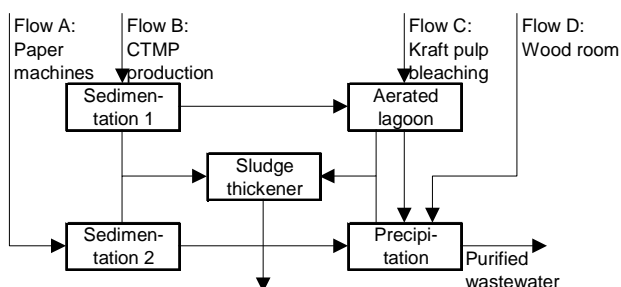 Flow A:
Paper
machines
Flow B:
CTMP
production
Flow C:
Kraft pulp
bleaching
Flow D:
Wood room
Sedimen-
tation 1
Aerated
lagoon
Sludge
thickener
Sedimen-
tation 2
Precipi-
tation
Purified
wastewater